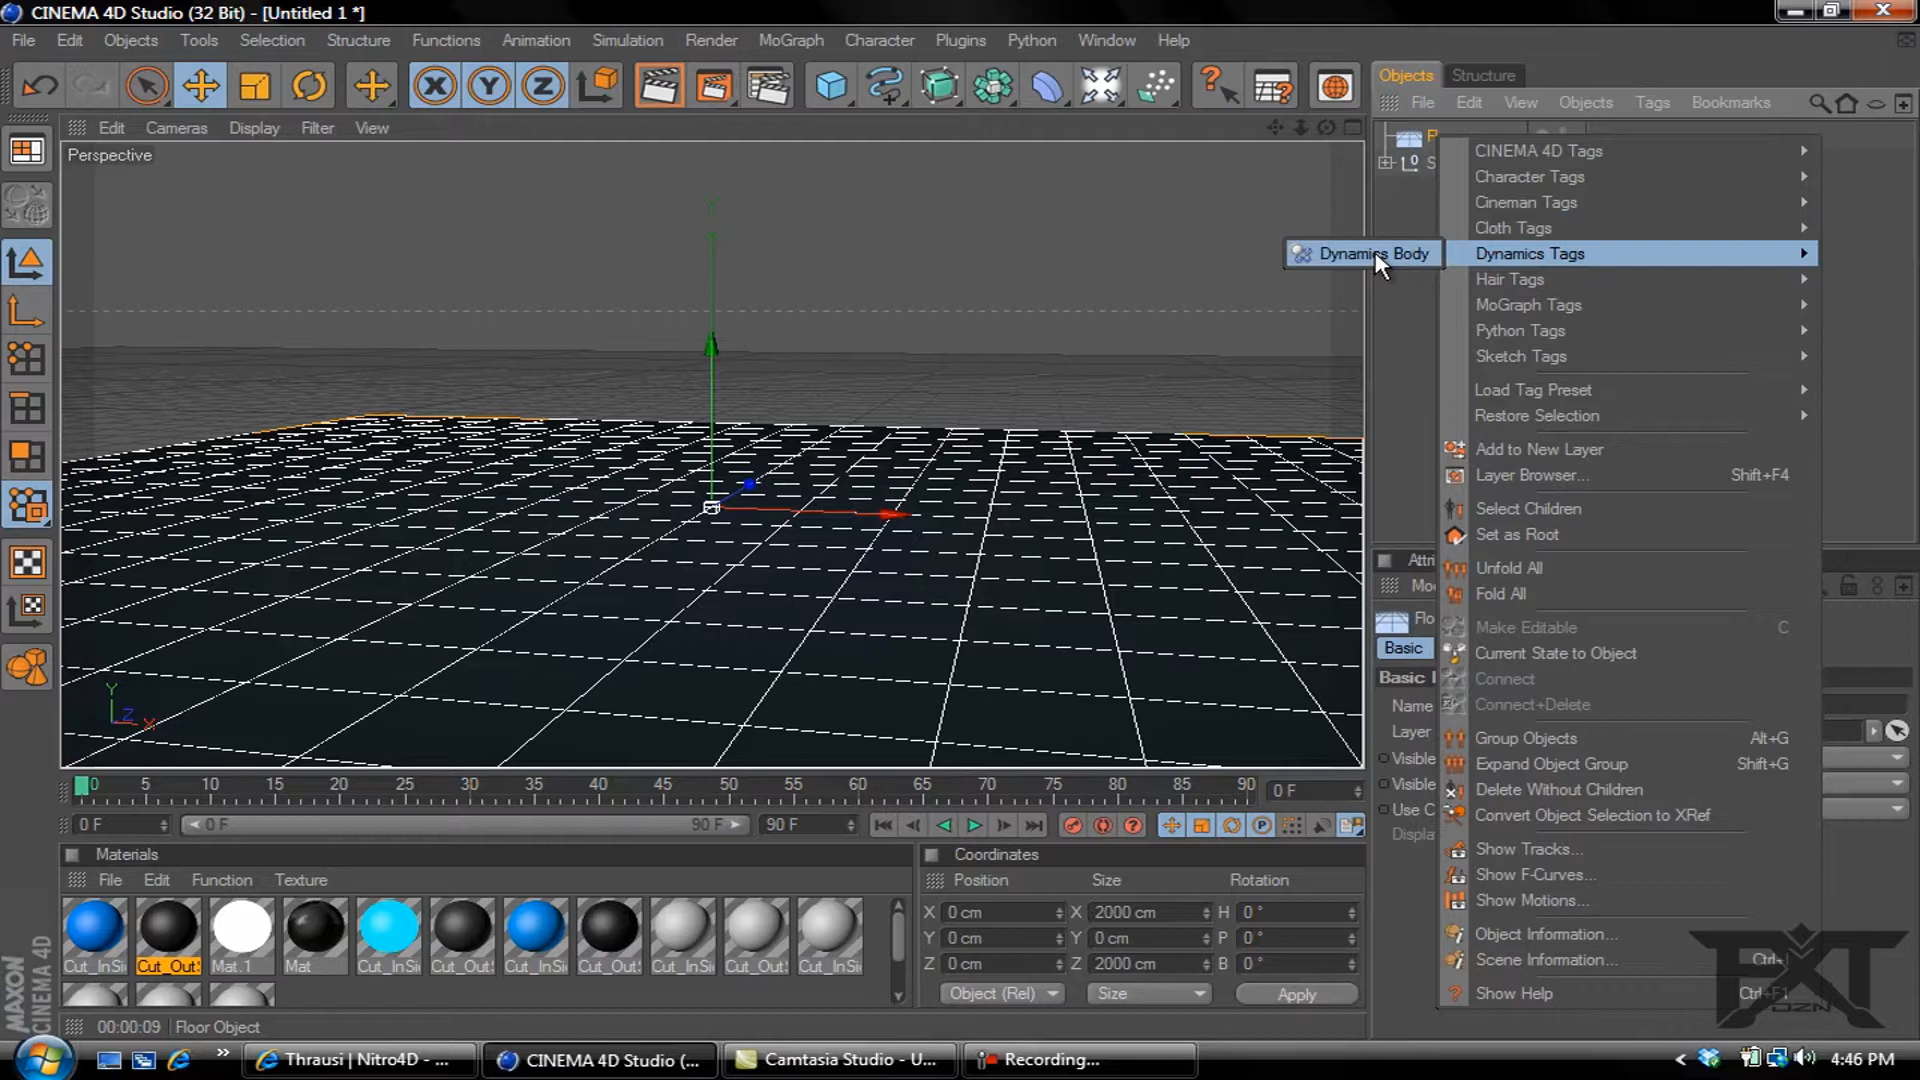 CINEMA 4D Studio (32 Bit) - [Untitled 1 *]
File Edit Objects Tools Selection Structure Functions Animation Simulation Render MoGraph Character Plugins Python Window Help
Objects Structure
File Edit View Objects Tags Bookmarks
Edit Cameras Display Filter View
Perspective
CINEMA 4D Tags
Character Tags
Cineman Tags
Cloth Tags
Dynamics Body
Dynamics Tags
Hair Tags
MoGraph Tags
Python Tags
Sketch Tags
Load Tag Preset
Restore Selection
Add to New Layer
Layer Browser... Shift+F4
Select Children
Set as Root
Unfold All
Fold All
Make Editable C
Current State to Object
Connect
Connect+Delete
Group Objects Alt+G
Expand Object Group Shift+G
Delete Without Children
Convert Object Selection to XRef
Show Tracks...
Show F-Curves...
Show Motions...
Object Information...
Scene Information... Ctrl+I
Show Help Ctrl+F1
Attri
Mo
Flo
Basic
Basic
Name
Layer
Visible
Visible
Use C
Displa
Y
Z
X
0 5 10 15 20 25 30 35 40 45 50 55 60 65 70 75 80 85 90 0 F
0 F 0 F 90 F 90 F
Materials
File Edit Function Texture
Cut_InSi Cut_OutS Mat.1 Mat Cut_InSi Cut_OutS Cut_InSi Cut_OutS Cut_InSi Cut_OutS Cut_InSi
Coordinates
Position Size Rotation
X 0 cm X 2000 cm H 0 °
Y 0 cm Y 0 cm P 0 °
Z 0 cm Z 2000 cm B 0 °
Object (Rel) Size Apply
MAXON
CINEMA 4D
00:00:09 Floor Object
FXT
DZN
Thrausi | Nitro4D - ... CINEMA 4D Studio (... Camtasia Studio - U... Recording... 4:46 PM